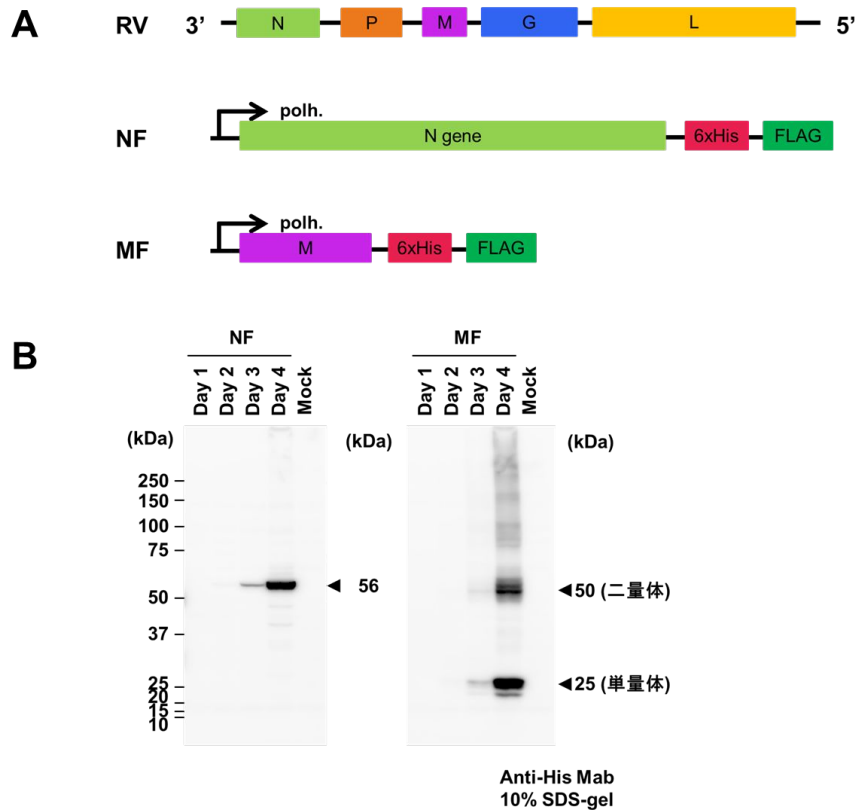 A
RV 3’ N P M G L 5’
polh.
NF N gene 6xHis FLAG
polh.
MF M 6xHis FLAG
B
NF MF
Day 1 Day 2 Day 3 Day 4 Mock Day 1 Day 2 Day 3 Day 4 Mock
(kDa) (kDa) (kDa)
250
150
100
75
56
50
50 (二量体)
37
25
25 (単量体)
20
15
10
Anti-His Mab
10% SDS-gel